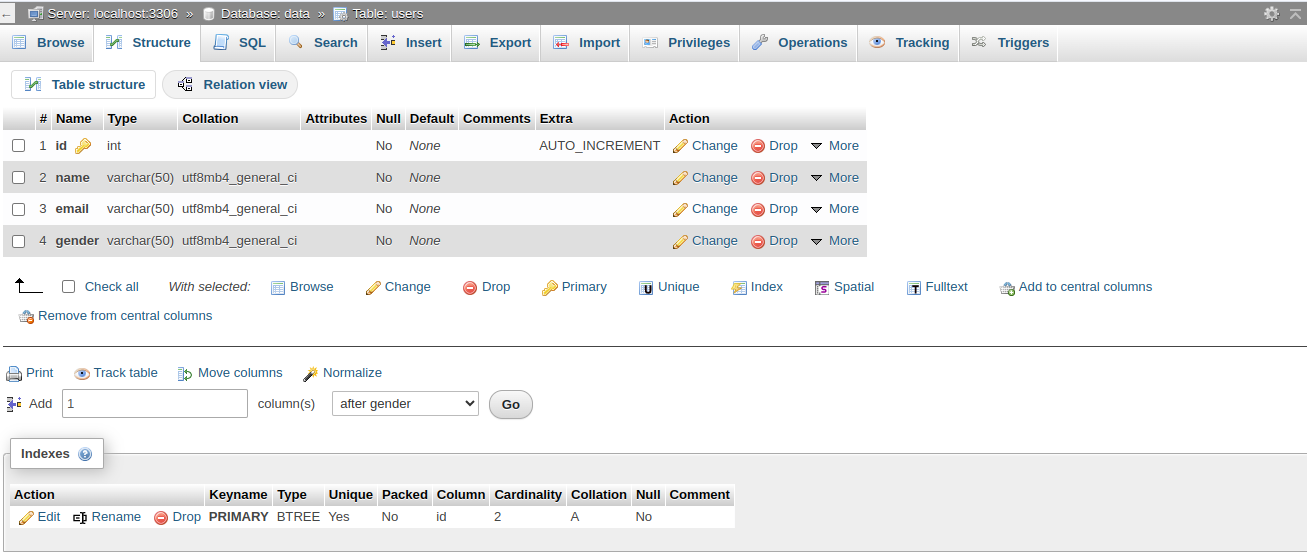 Server: localhost:3306 » Database: data » Table: users
Browse Structure SQL Search Insert Export Import Privileges Operations Tracking Triggers
Table structure Relation view
# Name Type Collation Attributes Null Default Comments Extra Action
1 id int No None AUTO_INCREMENT Change Drop More
2 name varchar(50) utf8mb4_general_ci No None Change Drop More
3 email varchar(50) utf8mb4_general_ci No None Change Drop More
4 gender varchar(50) utf8mb4_general_ci No None Change Drop More
Check all With selected: Browse Change Drop Primary Unique Index Spatial Fulltext Add to central columns
Remove from central columns
Print Track table Move columns Normalize
Add 1 column(s) after gender Go
Indexes
Action Keyname Type Unique Packed Column Cardinality Collation Null Comment
Edit Rename Drop PRIMARY BTREE Yes No id 2 A No